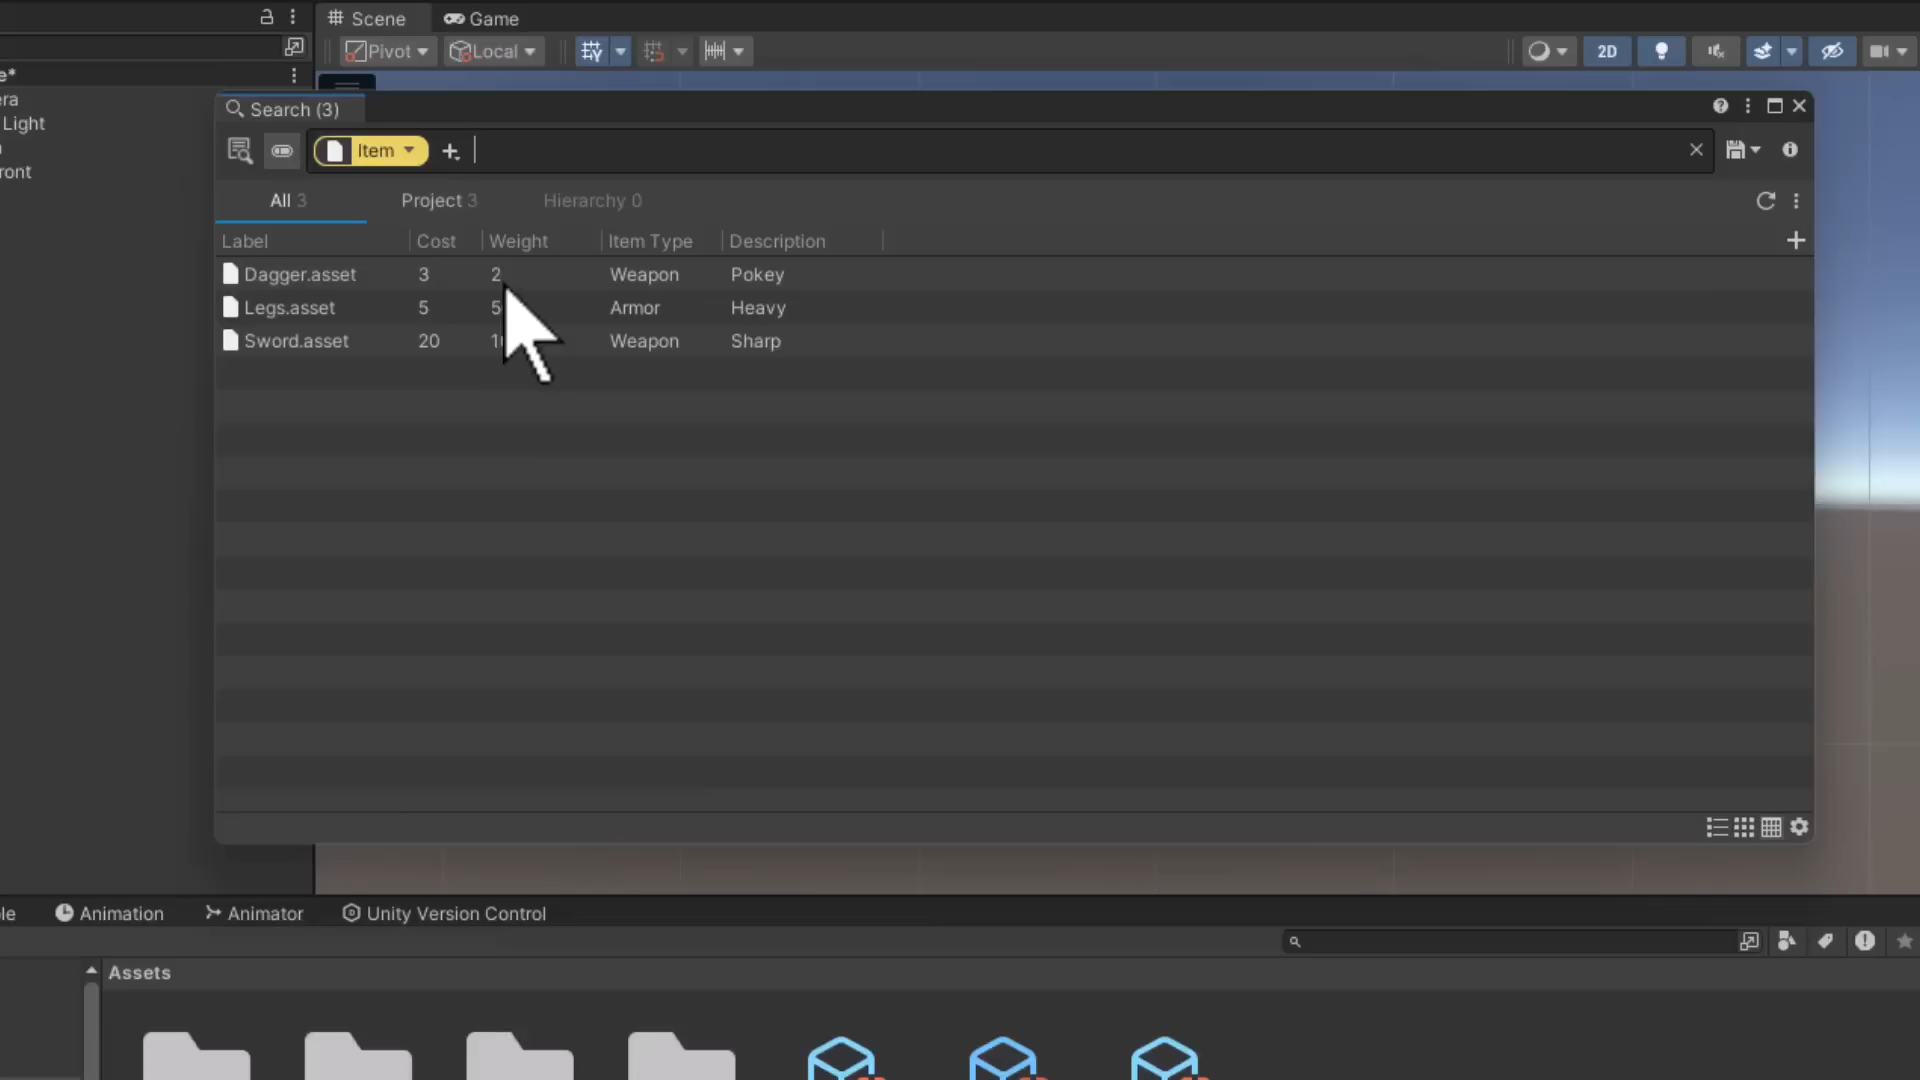 Scene Game
Pivot Local 2D
e*
era
Light
ront
Search (3)
Item
All 3 Project 3 Hierarchy 0
Label Cost Weight Item Type Description
Dagger.asset 3 2 Weapon Pokey
Legs.asset 5 5 Armor Heavy
Sword.asset 20 Weapon Sharp
le Animation Animator Unity Version Control
Assets